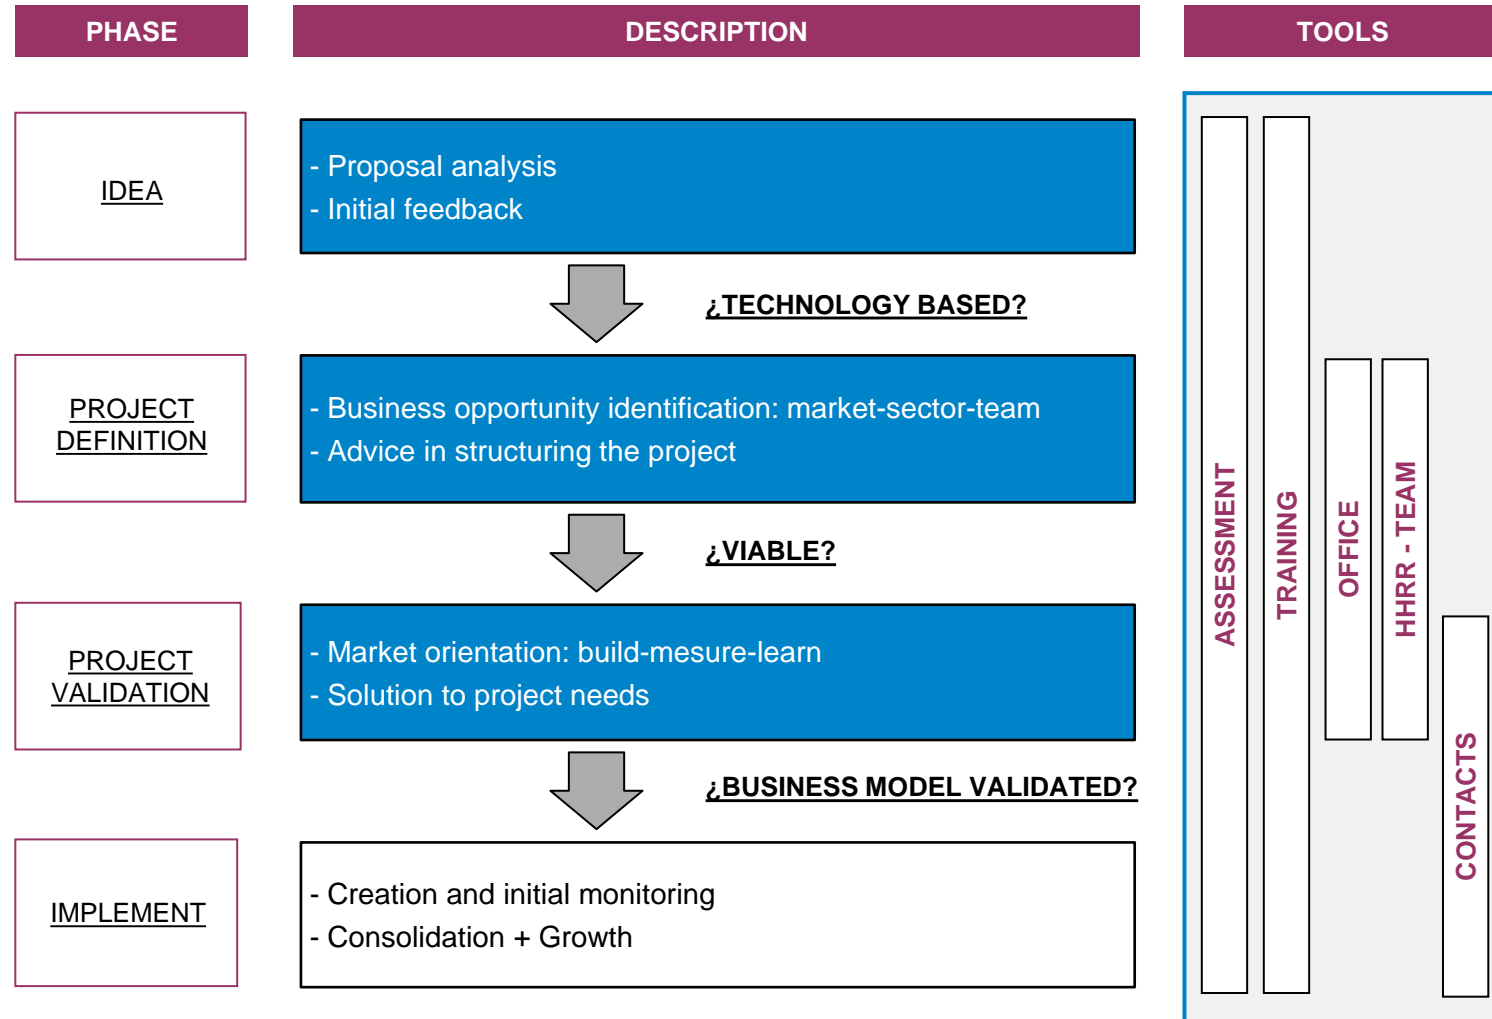 PHASE
DESCRIPTION
TOOLS
IDEA
- Proposal analysis
- Initial feedback
¿TECHNOLOGY BASED?
PROJECT
DEFINITION
- Business opportunity identification: market-sector-team
- Advice in structuring the project
¿VIABLE?
PROJECT
VALIDATION
- Market orientation: build-mesure-learn
- Solution to project needs
¿BUSINESS MODEL VALIDATED?
IMPLEMENT
- Creation and initial monitoring
- Consolidation + Growth
ASSESSMENT
TRAINING
OFFICE
HHRR - TEAM
CONTACTS